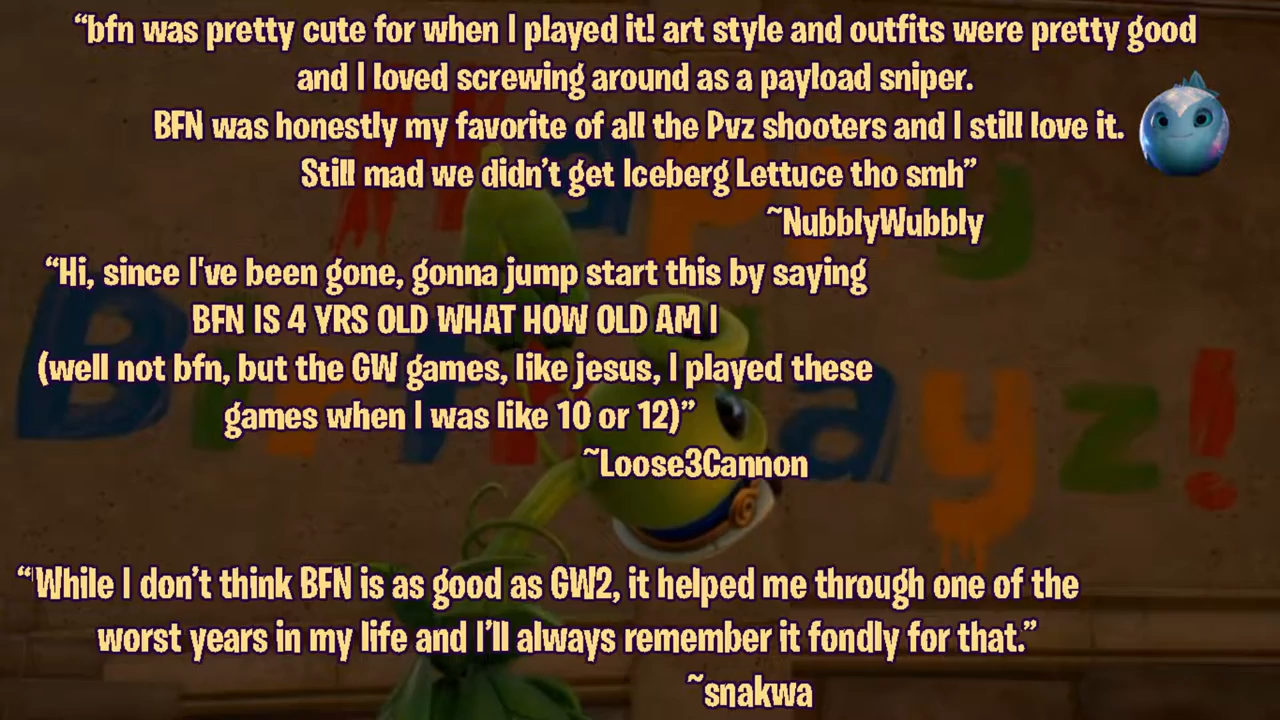 “bfn was pretty cute for when I played it! art style and outfits were pretty good
and I loved screwing around as a payload sniper.
BFN was honestly my favorite of all the Pvz shooters and I still love it.
Still mad we didn’t get Iceberg Lettuce tho smh”
~NubblyWubbly
“Hi, since I've been gone, gonna jump start this by saying
BFN IS 4 YRS OLD WHAT HOW OLD AM I
(well not bfn, but the GW games, like jesus, I played these
games when I was like 10 or 12)”
~Loose3Cannon
“While I don’t think BFN is as good as GW2, it helped me through one of the
worst years in my life and I’ll always remember it fondly for that.”
~snakwa
Happy
Birthdayz!